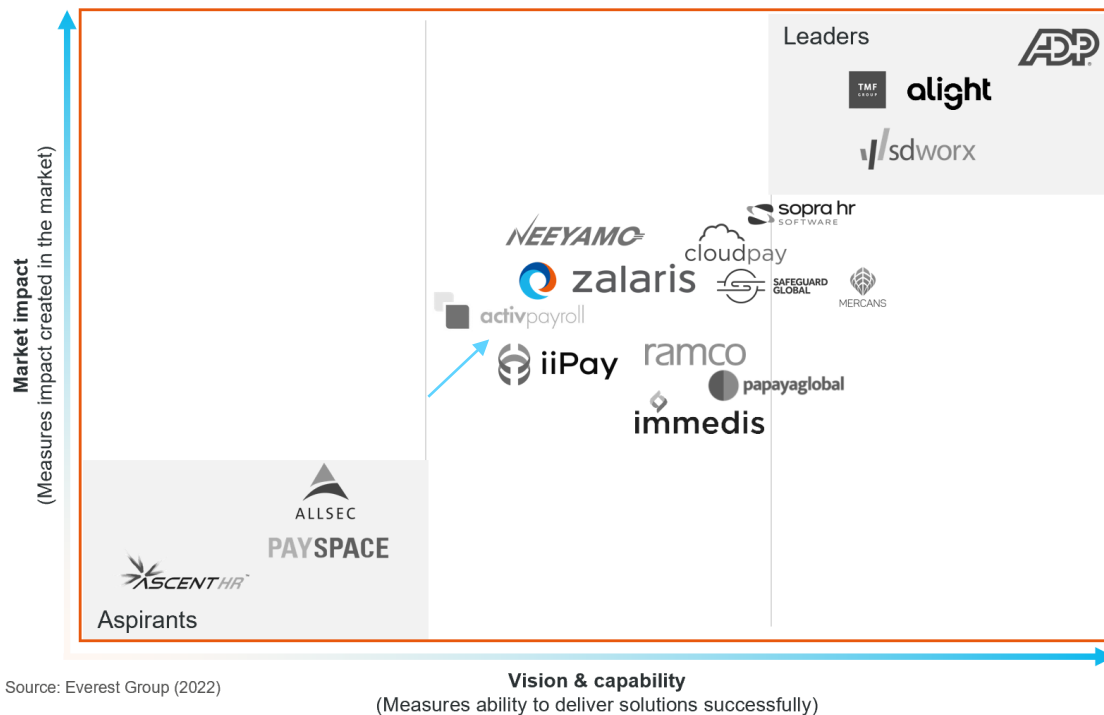 Leaders
ADP
TMF
GROUP
alight
sdworx
sopra hr
SOFTWARE
NEEYAMO
cloudpay
zalaris
SAFEGUARD
GLOBAL
MERCANS
activpayroll
iiPay
ramco
papayaglobal
immedis
ALLSEC
PAYSPACE
ASCENTHR™
Aspirants
Market impact
(Measures impact created in the market)
Vision & capability
(Measures ability to deliver solutions successfully)
Source: Everest Group (2022)